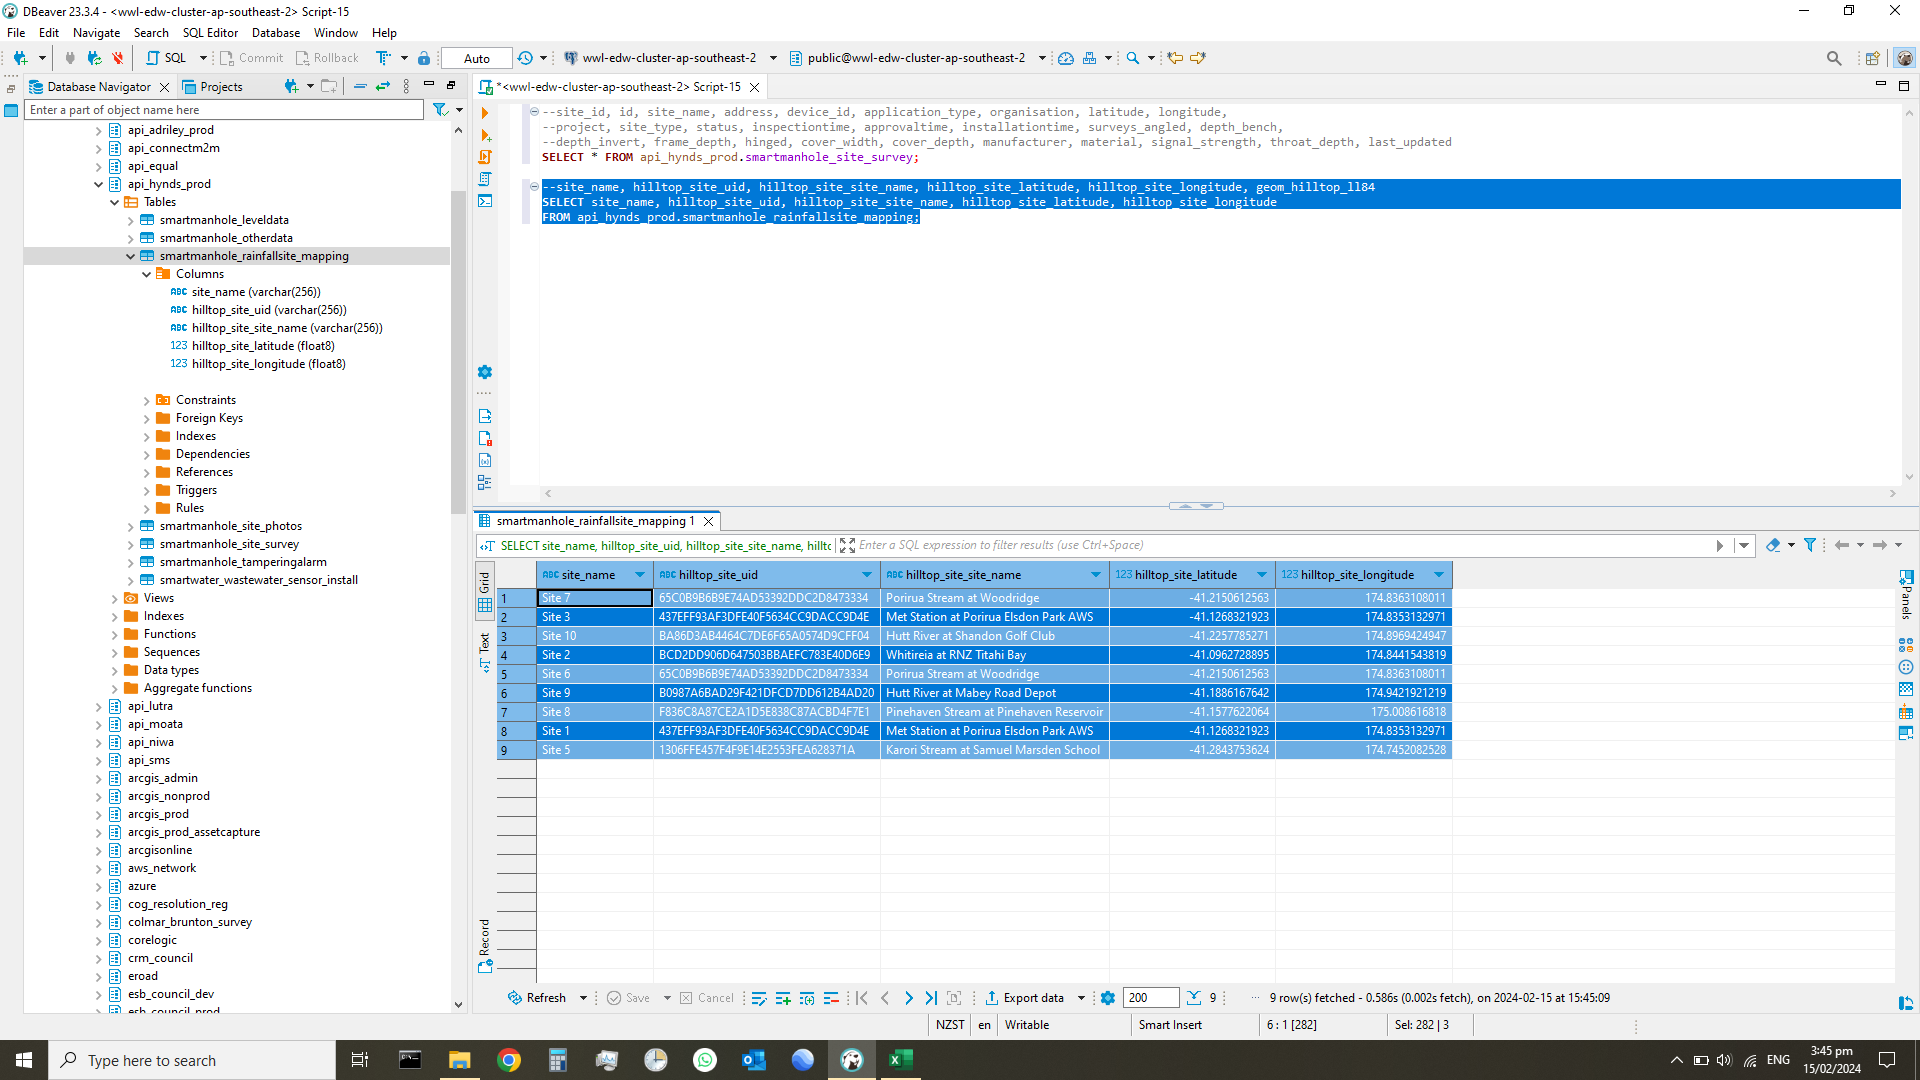 DBeaver 23.3.4 - <wwl-edw-cluster-ap-southeast-2> Script-15
File Edit Navigate Search SQL Editor Database Window Help
SQL Commit Rollback Auto wwl-edw-cluster-ap-southeast-2 public@wwl-edw-cluster-ap-southeast-2
Database Navigator Projects
Enter a part of object name here
api_adriley_prod
api_connectm2m
api_equal
api_hynds_prod
Tables
smartmanhole_leveldata
smartmanhole_otherdata
smartmanhole_rainfallsite_mapping
Columns
ABC site_name (varchar(256))
ABC hilltop_site_uid (varchar(256))
ABC hilltop_site_site_name (varchar(256))
123 hilltop_site_latitude (float8)
123 hilltop_site_longitude (float8)
Constraints
Foreign Keys
Indexes
Dependencies
References
Triggers
Rules
smartmanhole_site_photos
smartmanhole_site_survey
smartmanhole_tamperingalarm
smartwater_wastewater_sensor_install
Views
Indexes
Functions
Sequences
Data types
Aggregate functions
api_lutra
api_moata
api_niwa
api_sms
arcgis_admin
arcgis_nonprod
arcgis_prod
arcgis_prod_assetcapture
arcgisonline
aws_network
azure
cog_resolution_reg
colmar_brunton_survey
corelogic
crm_council
eroad
esb_council_dev
esb_council_prod
*<wwl-edw-cluster-ap-southeast-2> Script-15
--site_id, id, site_name, address, device_id, application_type, organisation, latitude, longitude,
--project, site_type, status, inspectiontime, approvaltime, installationtime, surveys_angled, depth_bench,
--depth_invert, frame_depth, hinged, cover_width, cover_depth, manufacturer, material, signal_strength, throat_depth, last_updated
SELECT * FROM api_hynds_prod.smartmanhole_site_survey;
--site_name, hilltop_site_uid, hilltop_site_site_name, hilltop_site_latitude, hilltop_site_longitude, geom_hilltop_ll84
SELECT site_name, hilltop_site_uid, hilltop_site_site_name, hilltop_site_latitude, hilltop_site_longitude
FROM api_hynds_prod.smartmanhole_rainfallsite_mapping;
smartmanhole_rainfallsite_mapping 1
SELECT site_name, hilltop_site_uid, hilltop_site_site_name, hilltc Enter a SQL expression to filter results (use Ctrl+Space)
Grid
Text
Record
Panels
ABC site_name ABC hilltop_site_uid ABC hilltop_site_site_name 123 hilltop_site_latitude 123 hilltop_site_longitude
1 Site 7 65C0B9B6B9E74AD53392DDC2D8473334 Porirua Stream at Woodridge -41.2150612563 174.8363108011
2 Site 3 437EFF93AF3DFE40F5634CC9DACC9D4E Met Station at Porirua Elsdon Park AWS -41.1268321923 174.8353132971
3 Site 10 BA86D3AB4464C7DE6F65A0574D9CFF04 Hutt River at Shandon Golf Club -41.2257785271 174.8969424947
4 Site 2 BCD2DD906D647503BBAEFC783E40D6E9 Whitireia at RNZ Titahi Bay -41.0962728895 174.8441543819
5 Site 6 65C0B9B6B9E74AD53392DDC2D8473334 Porirua Stream at Woodridge -41.2150612563 174.8363108011
6 Site 9 B0987A6BAD29F421DFCD7DD612B4AD20 Hutt River at Mabey Road Depot -41.1886167642 174.9421921219
7 Site 8 F836C8A87CE2A1D5E838C87ACBD4F7E1 Pinehaven Stream at Pinehaven Reservoir -41.1577622064 175.008616818
8 Site 1 437EFF93AF3DFE40F5634CC9DACC9D4E Met Station at Porirua Elsdon Park AWS -41.1268321923 174.8353132971
9 Site 5 1306FFE457F4F9E14E2553FEA628371A Karori Stream at Samuel Marsden School -41.2843753624 174.7452082528
Refresh Save Cancel Export data 200 9 9 row(s) fetched - 0.586s (0.002s fetch), on 2024-02-15 at 15:45:09
NZST en Writable Smart Insert 6 : 1 [282] Sel: 282 | 3
Type here to search ENG 3:45 pm
15/02/2024